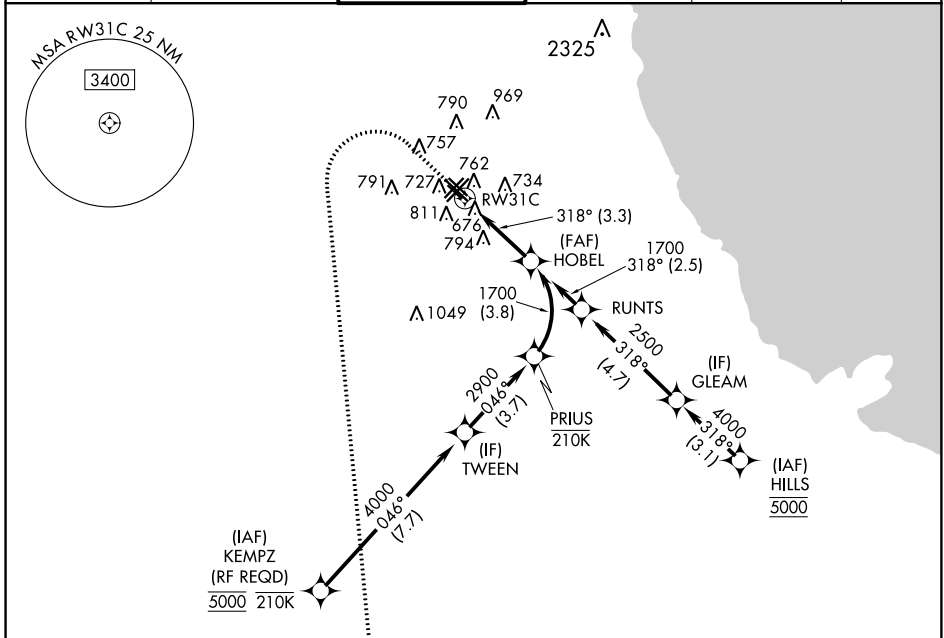 MSA RW31C 25 NM
3400
2325
969
790
757
762
791
727
734
RW31C
811
676
794
318° (3.3)
(FAF)
HOBEL
1700
318° (2.5)
1700
(3.8)
1049
RUNTS
2500
318°
(4.7)
(IF)
GLEAM
2900
046°
(3.7)
PRIUS
210K
4000
318°
(3.1)
(IF)
TWEEN
(IAF)
HILLS
5000
4000
046°
(7.7)
(IAF)
KEMPZ
(RF REQD)
5000 210K